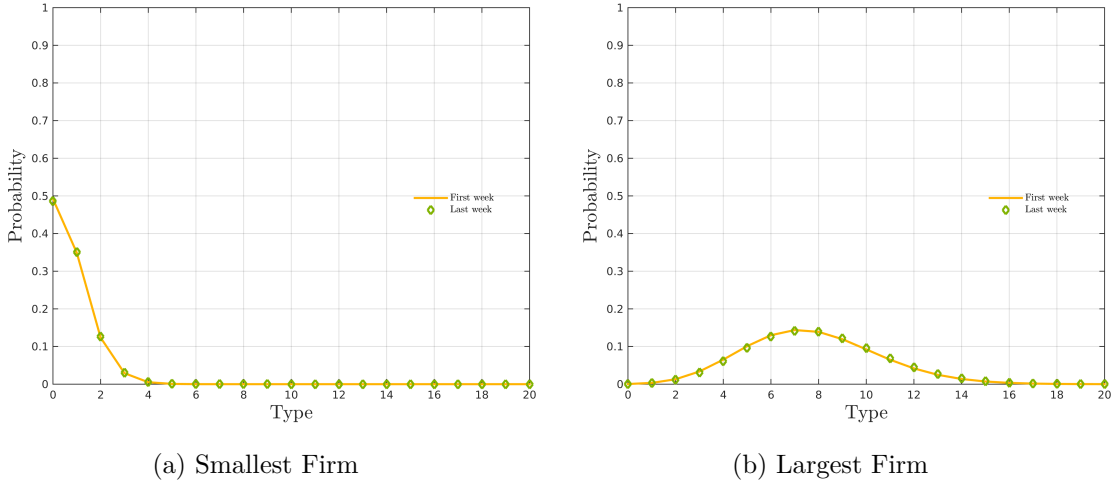 1
0.9
0.8
0.7
0.6
0.5
0.4
0.3
0.2
0.1
0
Probability
First week
Last week
0 2 4 6 8 10 12 14 16 18 20
Type
(a) Smallest Firm
1
0.9
0.8
0.7
0.6
0.5
0.4
0.3
0.2
0.1
0
Probability
First week
Last week
0 2 4 6 8 10 12 14 16 18 20
Type
(b) Largest Firm